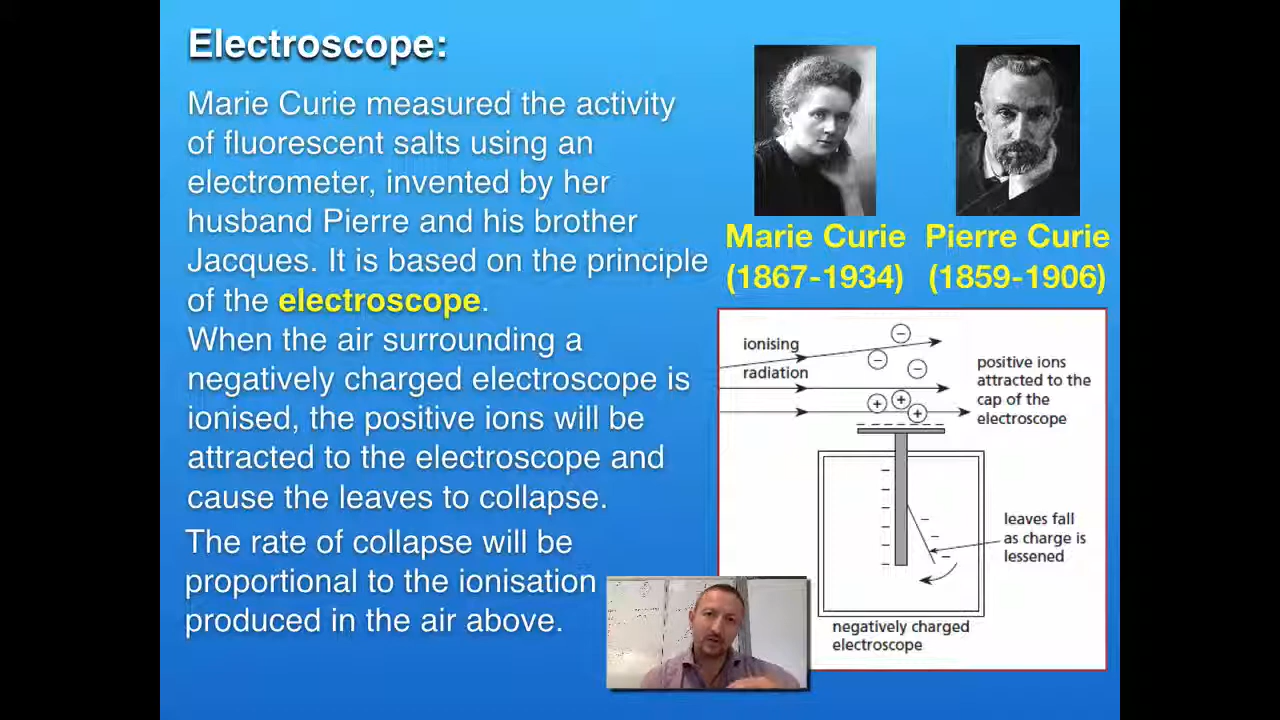 Electroscope:
Marie Curie measured the activity
of fluorescent salts using an
electrometer, invented by her
husband Pierre and his brother
Jacques. It is based on the principle
of the electroscope.
When the air surrounding a
negatively charged electroscope is
ionised, the positive ions will be
attracted to the electroscope and
cause the leaves to collapse.
The rate of collapse will be
proportional to the ionisation
produced in the air above.
Marie Curie
(1867-1934)
Pierre Curie
(1859-1906)
ionising
radiation
positive ions
attracted to the
cap of the
electroscope
leaves fall
as charge is
lessened
negatively charged
electroscope